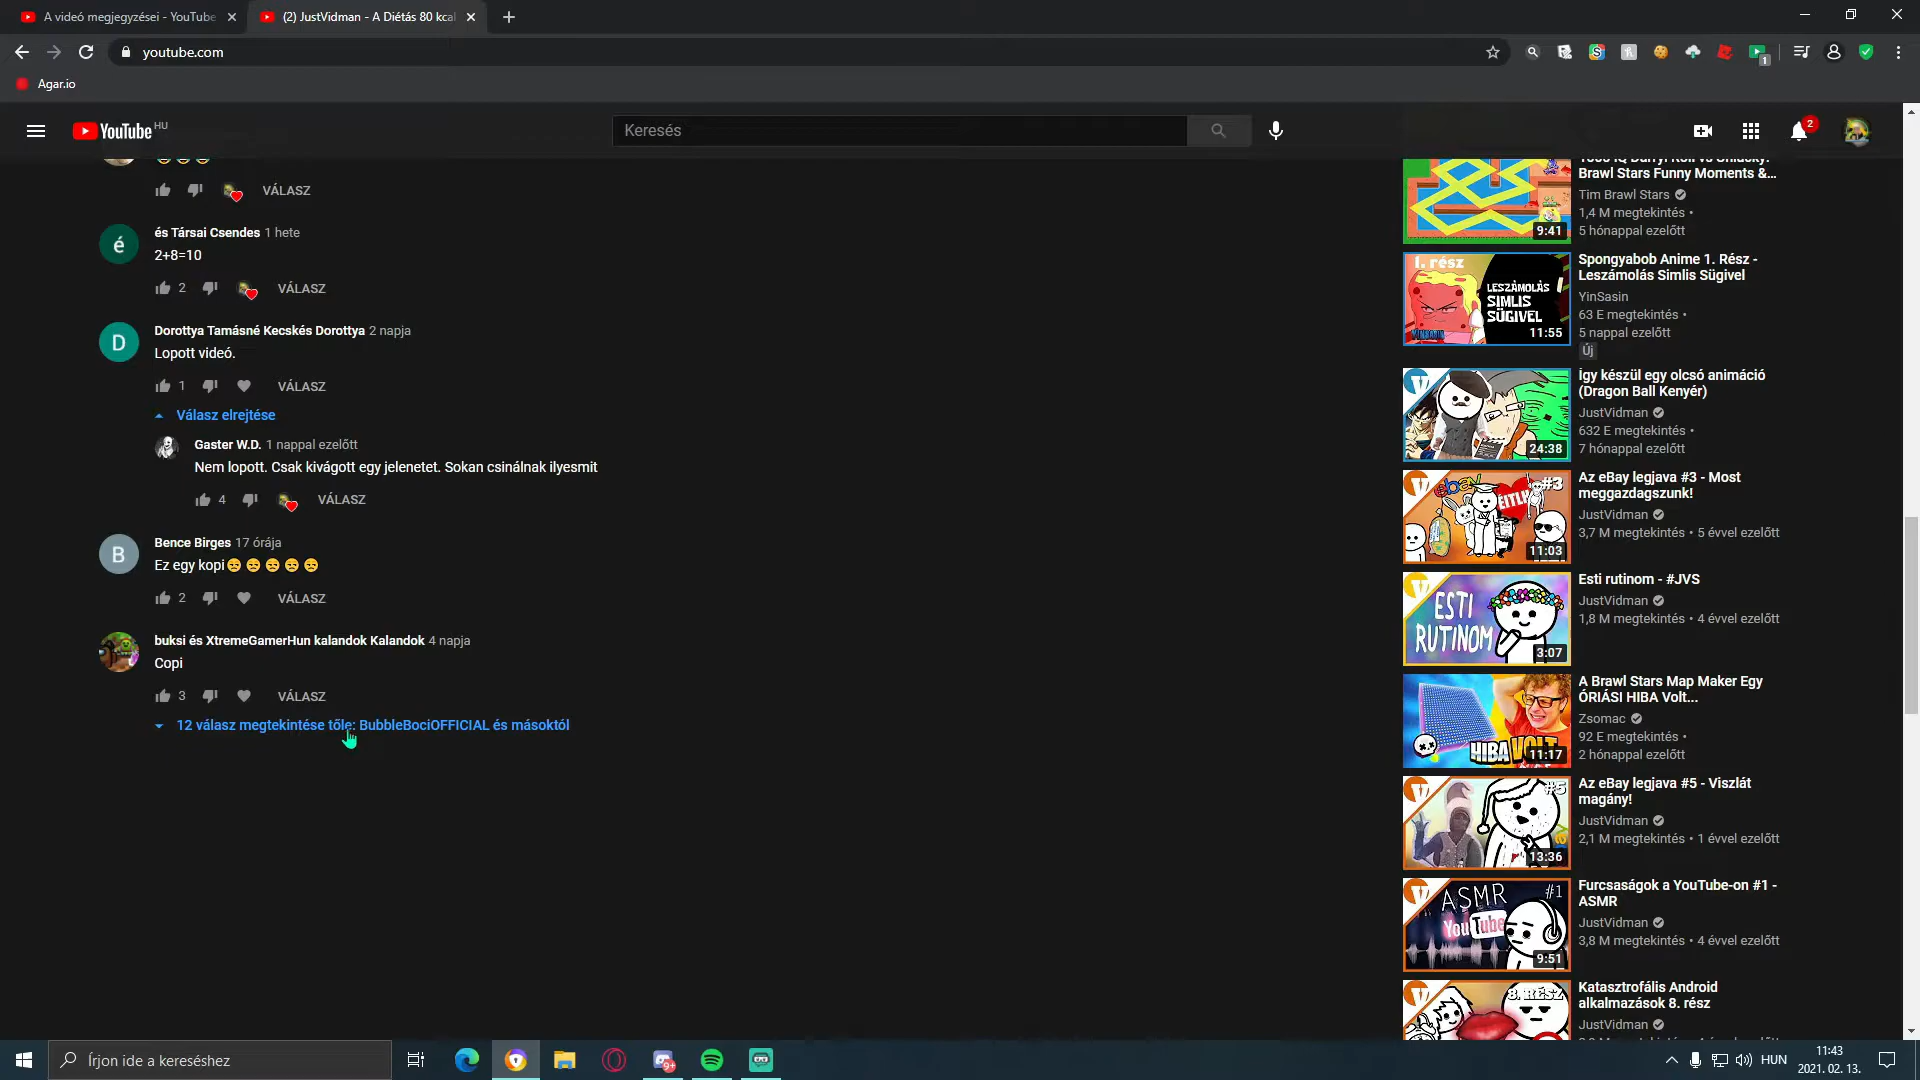 A videó megjegyzései - YouTube
(2) JustVidman - A Diétás 80 kcal
youtube.com
1
Agar.io
YouTube HU
Keresés
2
VÁLASZ
és Társai Csendes 1 hete
2+8=10
2 VÁLASZ
Dorottya Tamásné Kecskés Dorottya 2 napja
Lopott videó.
1 VÁLASZ
Válasz elrejtése
Gaster W.D. 1 nappal ezelőtt
Nem lopott. Csak kivágott egy jelenetet. Sokan csinálnak ilyesmit
4 VÁLASZ
Bence Birges 17 órája
Ez egy kopi😒😒😒😒😒
2 VÁLASZ
buksi és XtremeGamerHun kalandok Kalandok 4 napja
Copi
3 VÁLASZ
12 válasz megtekintése tőle: BubbleBociOFFICIAL és másoktól
9:41
Brawl Stars Funny Moments &...
Tim Brawl Stars
1,4 M megtekintés •
5 hónappal ezelőtt
1. rész
LESZÁMOLÁS
SIMLIS
SÜGIVEL
11:55
Spongyabob Anime 1. Rész -
Leszámolás Simlis Sügivel
YinSasin
63 E megtekintés •
5 nappal ezelőtt
Új
24:38
Így készül egy olcsó animáció
(Dragon Ball Kenyér)
JustVidman
632 E megtekintés •
7 hónappal ezelőtt
ebay
#3
11:03
Az eBay legjava #3 - Most
meggazdagszunk!
JustVidman
3,7 M megtekintés • 5 évvel ezelőtt
ESTI
RUTINOM
3:07
Esti rutinom - #JVS
JustVidman
1,8 M megtekintés • 4 évvel ezelőtt
HIBA VOLT
11:17
A Brawl Stars Map Maker Egy
ÓRIÁSI HIBA Volt...
Zsomac
92 E megtekintés •
2 hónappal ezelőtt
#5
13:36
Az eBay legjava #5 - Viszlát
magány!
JustVidman
2,1 M megtekintés • 1 évvel ezelőtt
ASMR #1
YouTube
9:51
Furcsaságok a YouTube-on #1 -
ASMR
JustVidman
3,8 M megtekintés • 4 évvel ezelőtt
8. RÉSZ
Katasztrofális Android
alkalmazások 8. rész
JustVidman
Írjon ide a kereséshez
9+
HUN
11:43
2021. 02. 13.